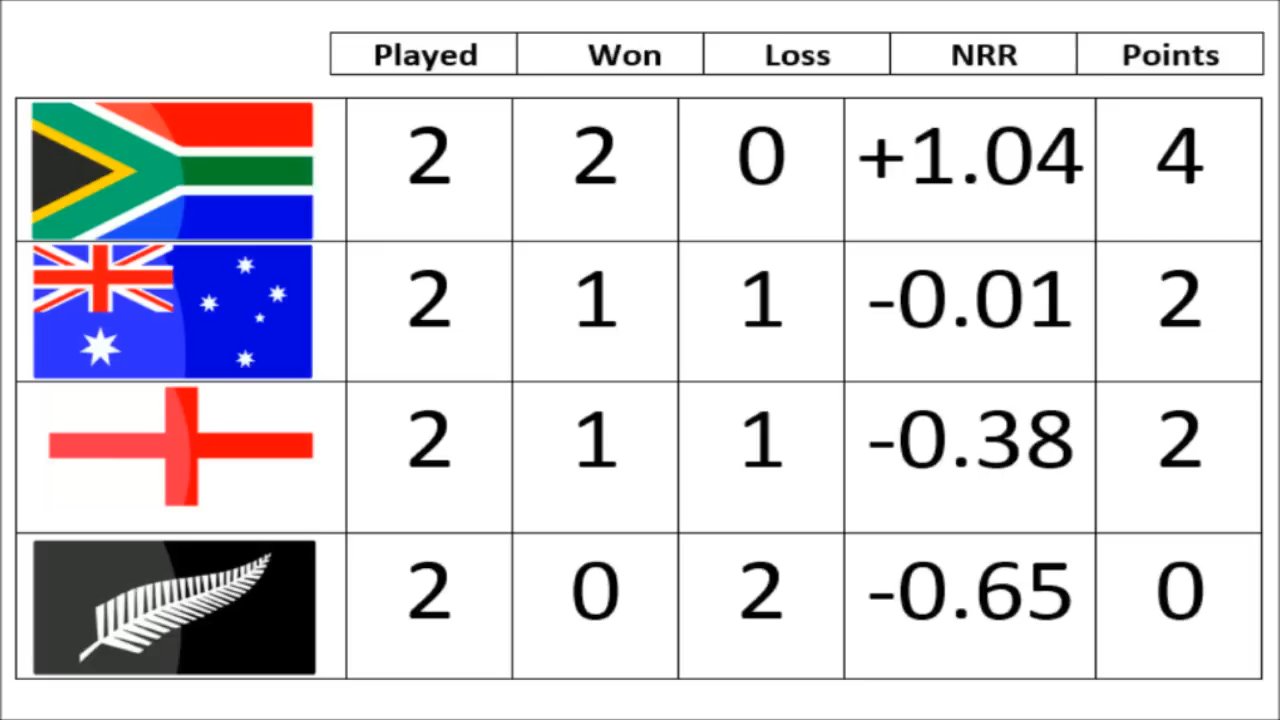 Played Won Loss NRR Points
2 2 0 +1.04 4
2 1 1 -0.01 2
2 1 1 -0.38 2
2 0 2 -0.65 0